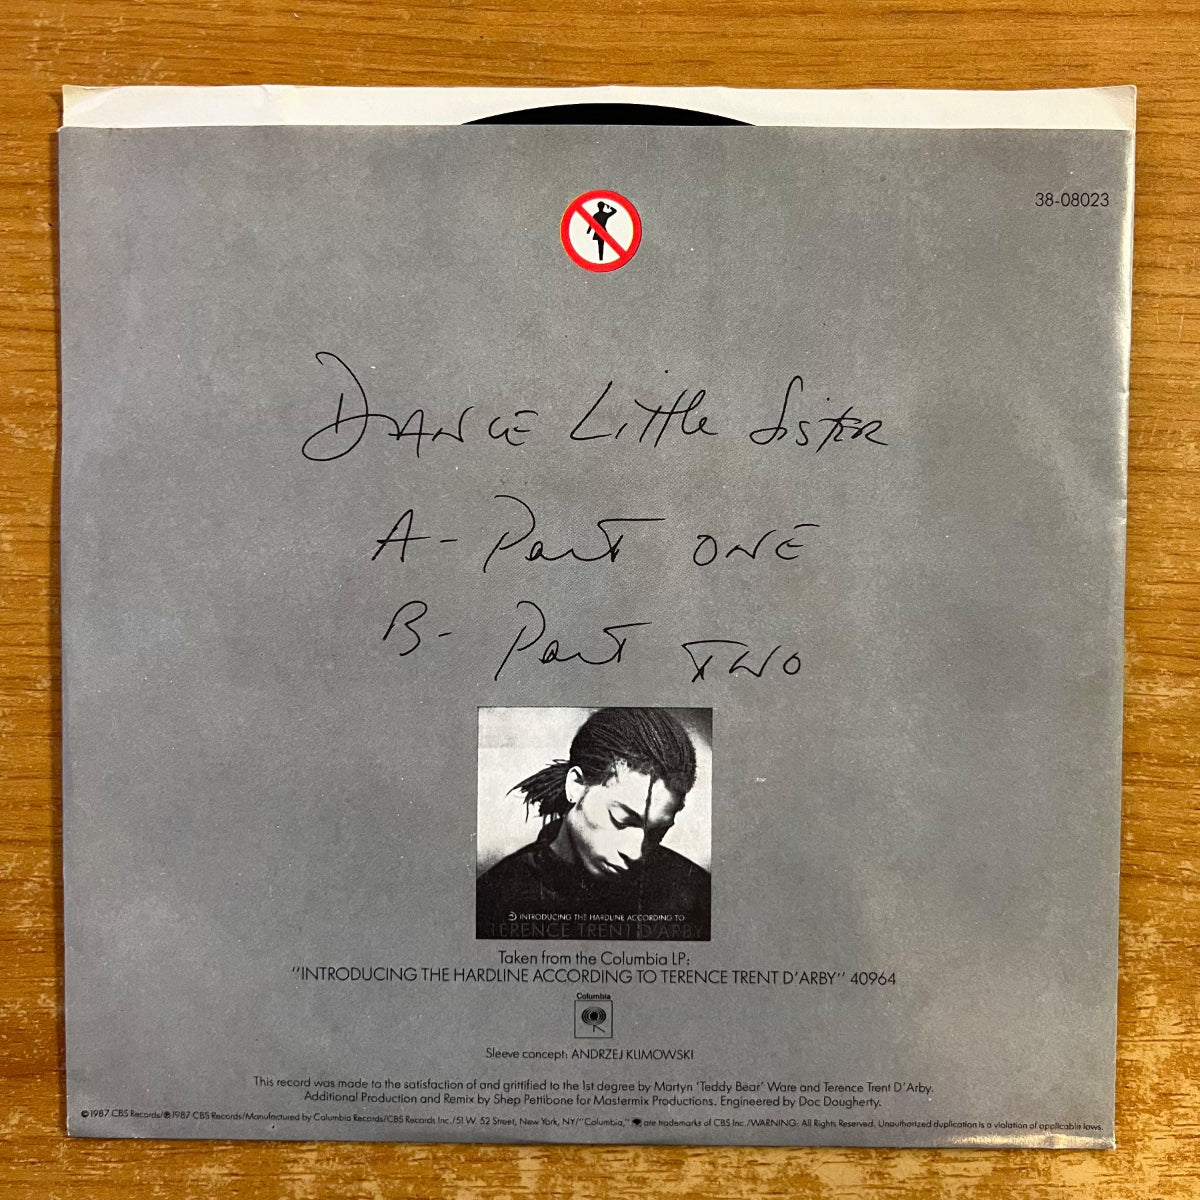 38-08023
DANCE Little Sister
A- Part ONE
B- Part TWO
INTRODUCING THE HARDLINE ACCORDING TO
TERENCE TRENT D'ARBY
Taken from the Columbia LP:
"INTRODUCING THE HARDLINE ACCORDING TO TERENCE TRENT D'ARBY" 40964
Columbia
Sleeve concept: ANDRZEJ KLIMOWSKI
This record was made to the satisfaction of and grittified to the 1st degree by Martyn 'Teddy Bear' Ware and Terence Trent D'Arby.
Additional Production and Remix by Shep Pettibone for Mastermix Productions. Engineered by Doc Dougherty.
© 1987 CBS Records/℗ 1987 CBS Records/Manufactured by Columbia Records/CBS Records Inc./51 W. 52 Street, New York, NY/"Columbia," are trademarks of CBS Inc./WARNING: All Rights Reserved. Unauthorized duplication is a violation of applicable laws.